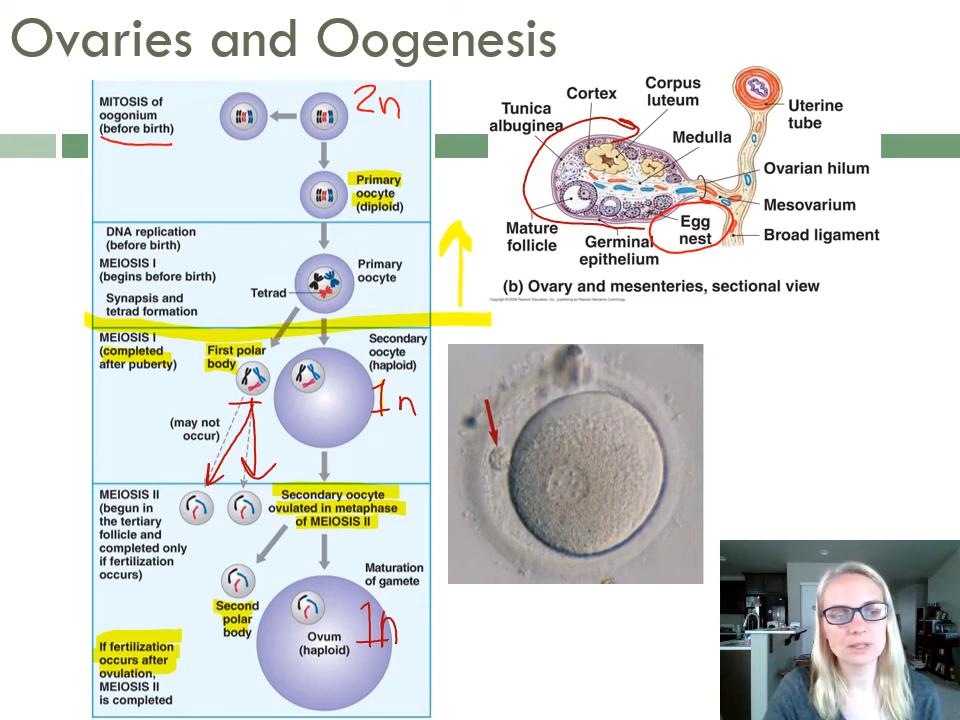 Ovaries and Oogenesis
MITOSIS of
oogonium
(before birth)
2n
Primary
oocyte
(diploid)
DNA replication
(before birth)
MEIOSIS I
(begins before birth)
Synapsis and
tetrad formation
Tetrad
Primary
oocyte
MEIOSIS I
(completed
after puberty)
First polar
body
Secondary
oocyte
(haploid)
1n
(may not
occur)
MEIOSIS II
(begun in
the tertiary
follicle and
completed only
if fertilization
occurs)
Secondary oocyte
ovulated in metaphase
of MEIOSIS II
Maturation
of gamete
Second
polar
body
Ovum
(haploid)
1n
If fertilization
occurs after
ovulation,
MEIOSIS II
is completed
Tunica
albuginea
Cortex
Corpus
luteum
Medulla
Uterine
tube
Ovarian hilum
Mesovarium
Broad ligament
Mature
follicle
Germinal
epithelium
Egg
nest
(b) Ovary and mesenteries, sectional view
Copyright © 2009 Pearson Education, Inc., publishing as Pearson Benjamin Cummings.